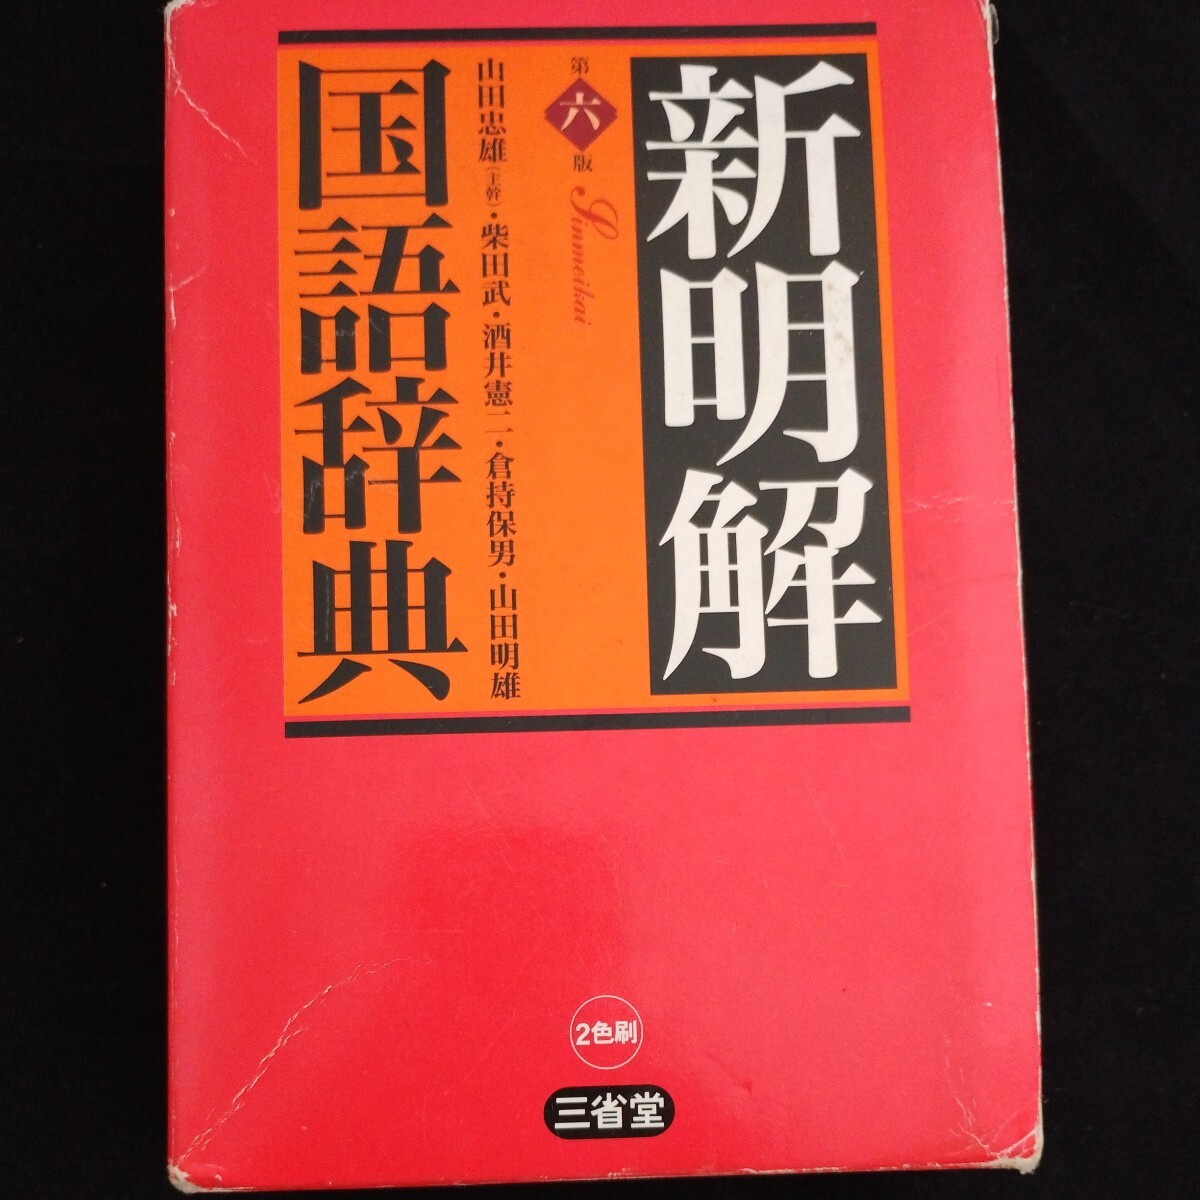 新明解
第六版
Sinmeikai
山田忠雄(主幹)・柴田武・酒井憲二・倉持保男・山田明雄
国語辞典
2色刷
三省堂